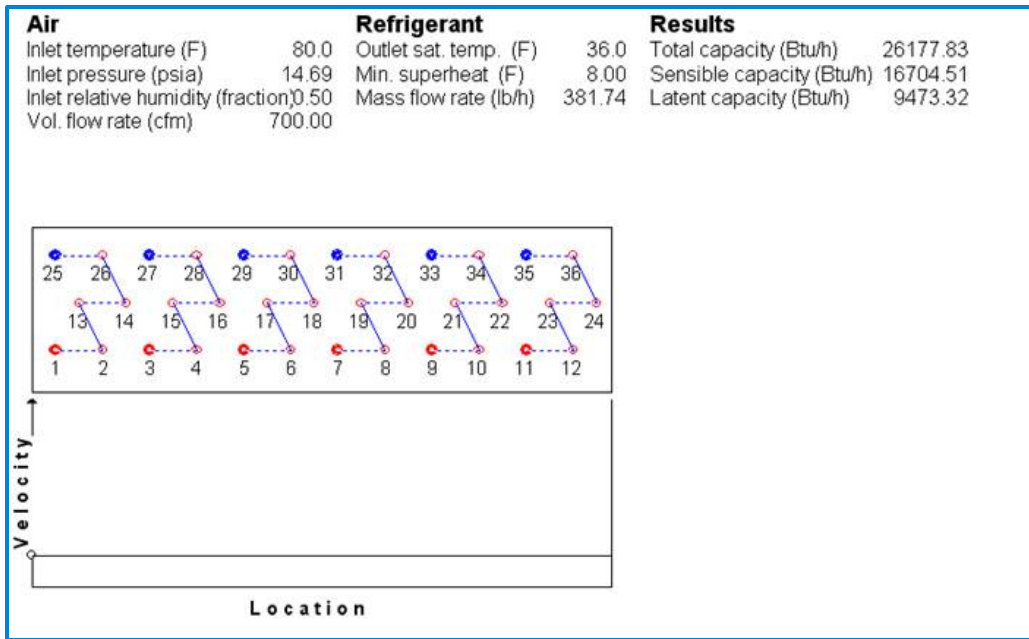 Air Refrigerant Results
Inlet temperature (F) 80.0 Outlet sat. temp. (F) 36.0 Total capacity (Btu/h) 26177.83
Inlet pressure (psia) 14.69 Min. superheat (F) 8.00 Sensible capacity (Btu/h) 16704.51
Inlet relative humidity (fraction) 0.50 Mass flow rate (lb/h) 381.74 Latent capacity (Btu/h) 9473.32
Vol. flow rate (cfm) 700.00
25 26 27 28 29 30 31 32 33 34 35 36
13 14 15 16 17 18 19 20 21 22 23 24
1 2 3 4 5 6 7 8 9 10 11 12
Velocity
Location